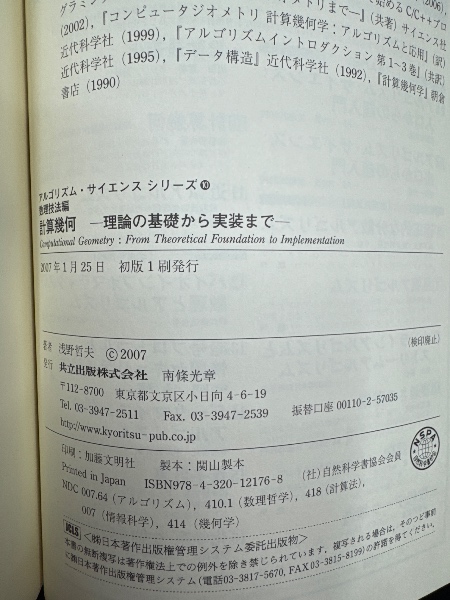 (2006),
グラミング
メトリまで―』(共著) サイエンス社
始める C/C++ プロ
(2002),『コンピュータジオメトリ 計算幾何学：アルゴリズムと応用』(訳)
近代科学社 (1999),『アルゴリズムイントロダクション 第1～3巻』(共訳)
近代科学社 (1995),『データ構造』近代科学社 (1992),『計算幾何学』朝倉
書店 (1990)
アルゴリズム・サイエンス シリーズ⑩
数理技法編
計算幾何 ―理論の基礎から実装まで―
Computational Geometry : From Theoretical Foundation to Implementation
2007年1月25日 初版1刷発行
著者 浅野哲夫 ©2007
(検印廃止)
発行 共立出版株式会社 南條光章
〒112-8700 東京都文京区小日向 4-6-19
Tel. 03-3947-2511 Fax. 03-3947-2539 振替口座 00110-2-57035
http://www.kyoritsu-pub.co.jp
印刷：加藤文明社 製本：関山製本 (社)自然科学書協会会員
Printed in Japan ISBN978-4-320-12176-8
NSPA
NDC 007.64 (アルゴリズム), 410.1 (数理哲学), 418 (計算法),
007 (情報科学), 414 (幾何学)
JCLS <㈱日本著作出版権管理システム委託出版物>
本書の無断複写は著作権法上での例外を除き禁じられています。複写される場合は、そのつど事前
に㈱日本著作出版権管理システム (電話03-3817-5670, FAX 03-3815-8199) の許諾を得てください。